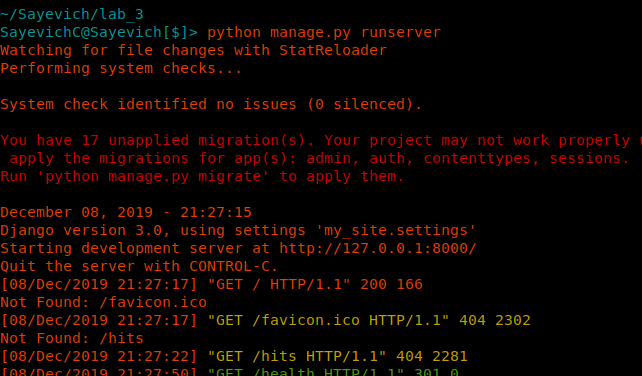 ~/Sayevich/lab_3
SayevichC@Sayevich[$]> python manage.py runserver
Watching for file changes with StatReloader
Performing system checks...
System check identified no issues (0 silenced).
You have 17 unapplied migration(s). Your project may not work properly
apply the migrations for app(s): admin, auth, contenttypes, sessions.
Run 'python manage.py migrate' to apply them.
December 08, 2019 - 21:27:15
Django version 3.0, using settings 'my_site.settings'
Starting development server at http://127.0.0.1:8000/
Quit the server with CONTROL-C.
[08/Dec/2019 21:27:17] "GET / HTTP/1.1" 200 166
Not Found: /favicon.ico
[08/Dec/2019 21:27:17] "GET /favicon.ico HTTP/1.1" 404 2302
Not Found: /hits
[08/Dec/2019 21:27:22] "GET /hits HTTP/1.1" 404 2281
[08/Dec/2019 21:27:50] "GET /health HTTP/1.1" 301 0